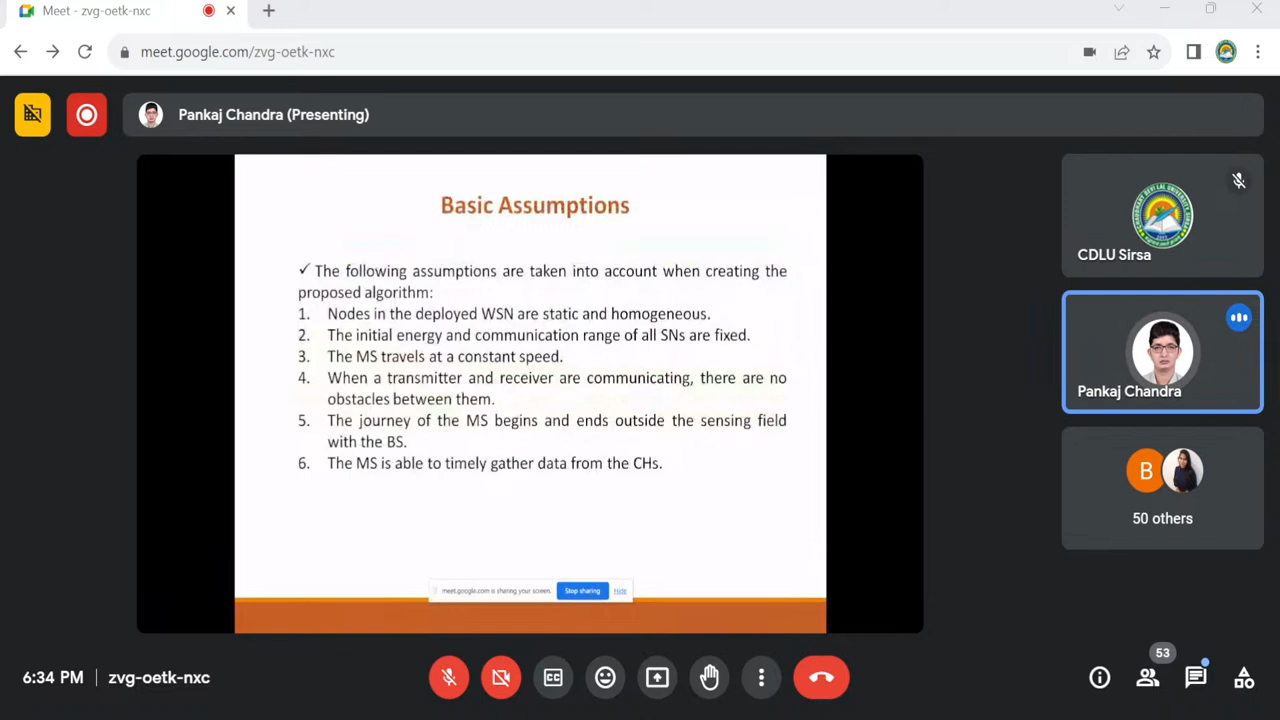 Meet - zvg-oetk-nxc
meet.google.com/zvg-oetk-nxc
Pankaj Chandra (Presenting)
Basic Assumptions
✓ The following assumptions are taken into account when creating the
proposed algorithm:
1. Nodes in the deployed WSN are static and homogeneous.
2. The initial energy and communication range of all SNs are fixed.
3. The MS travels at a constant speed.
4. When a transmitter and receiver are communicating, there are no
obstacles between them.
5. The journey of the MS begins and ends outside the sensing field
with the BS.
6. The MS is able to timely gather data from the CHs.
meet.google.com is sharing your screen. Stop sharing Hide
CDLU Sirsa
Pankaj Chandra
B
50 others
6:34 PM zvg-oetk-nxc
CC
53